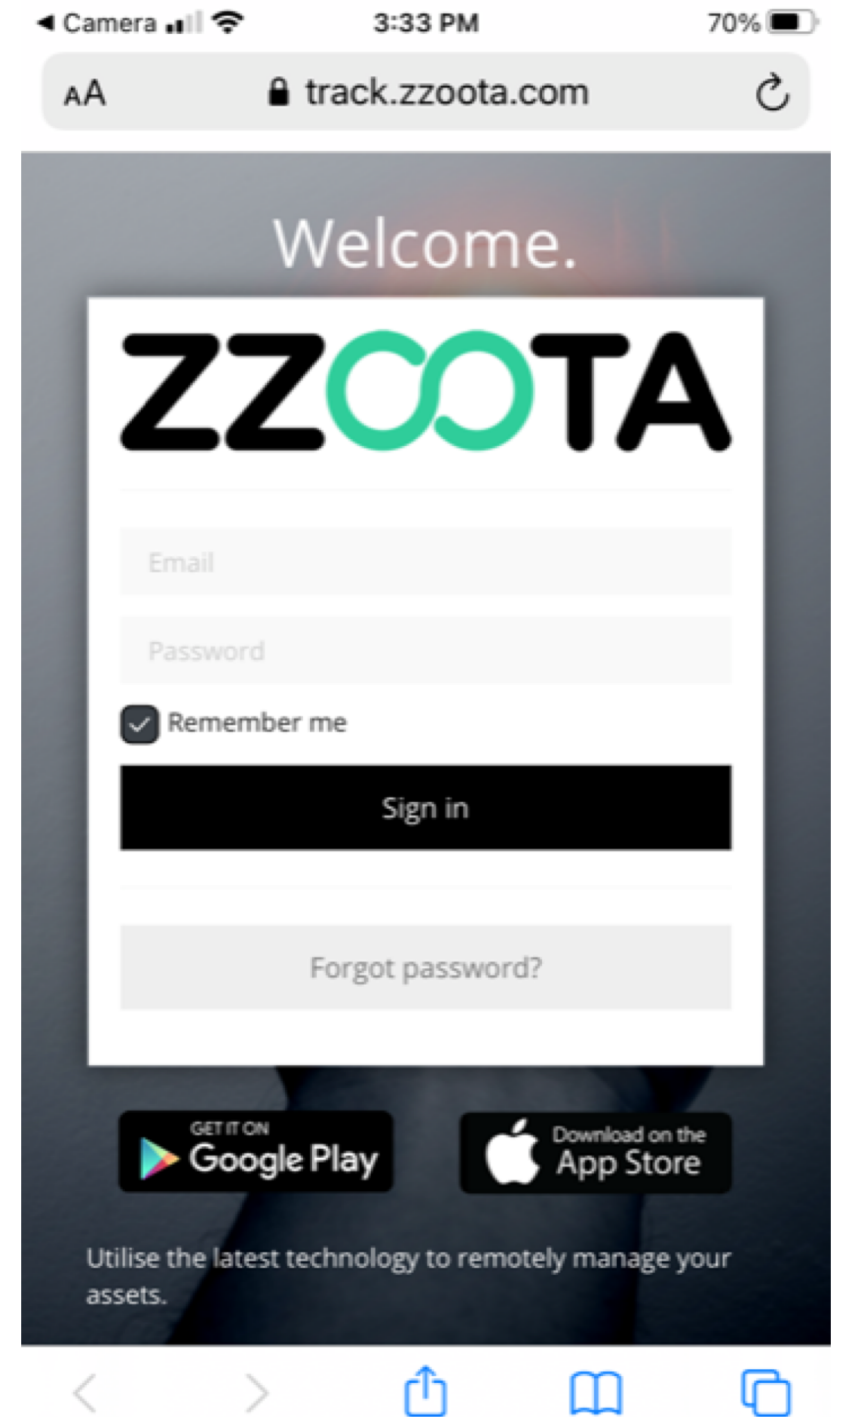 Camera 3:33 PM 70%
AA track.zzoota.com
Welcome.
ZZOOTA
Email
Password
Remember me
Sign in
Forgot password?
GET IT ON
Google Play
Download on the
App Store
Utilise the latest technology to remotely manage your
assets.